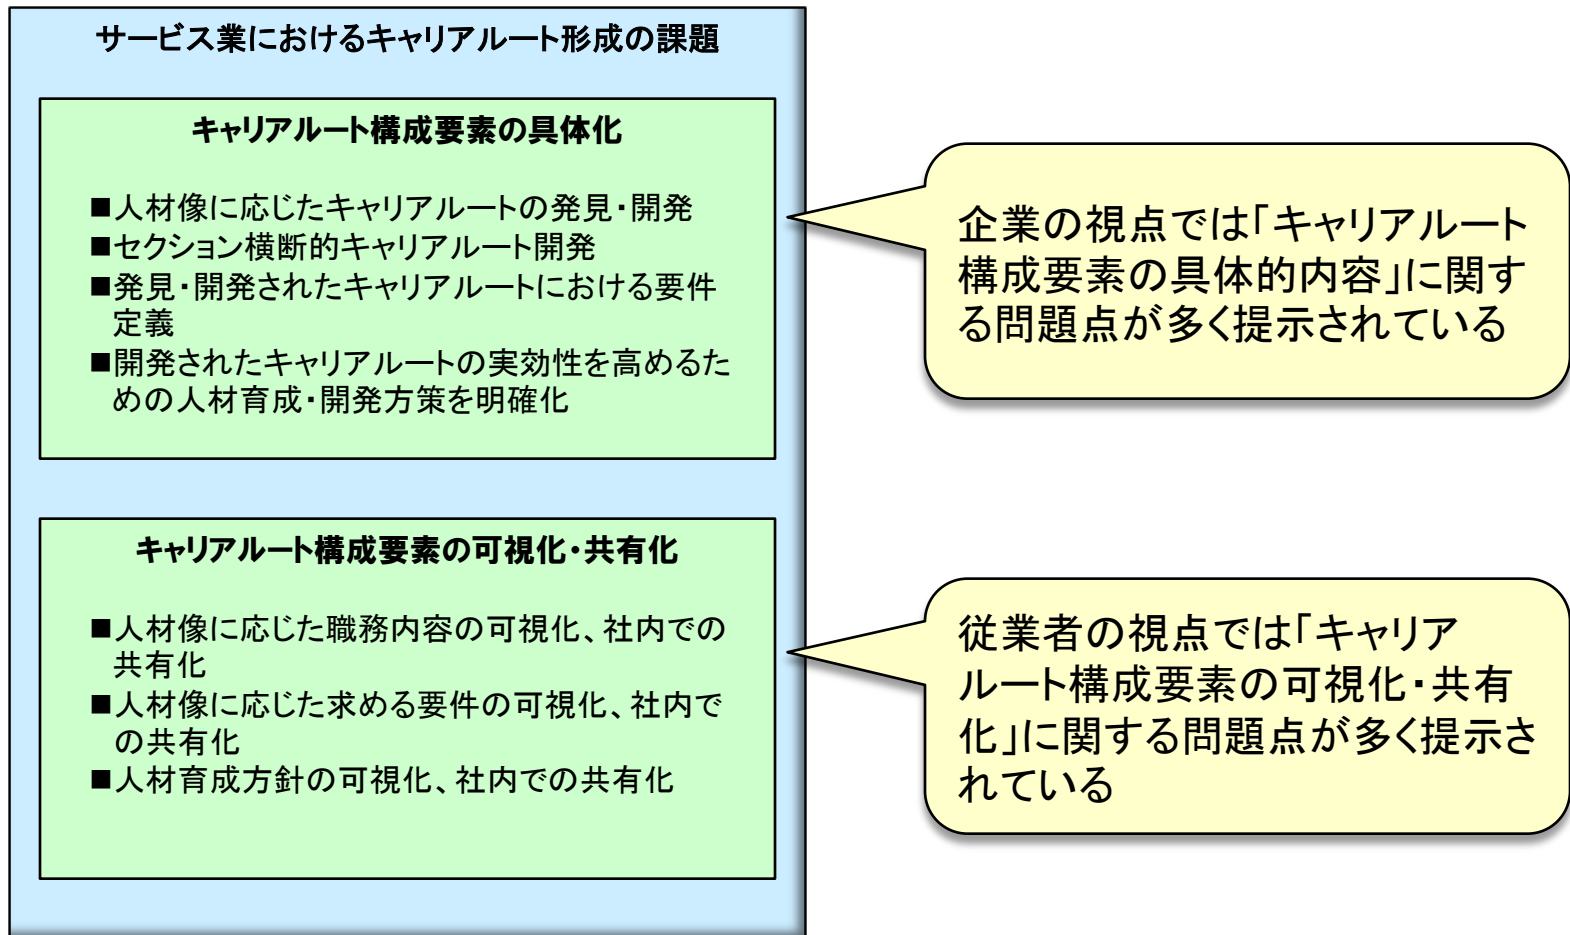 サービス業におけるキャリアルート形成の課題
キャリアルート構成要素の具体化
■人材像に応じたキャリアルートの発見・開発
■セクション横断的キャリアルート開発
■発見・開発されたキャリアルートにおける要件
定義
■開発されたキャリアルートの実効性を高めるた
めの人材育成・開発方策を明確化
企業の視点では「キャリアルート
構成要素の具体的内容」に関す
る問題点が多く提示されている
キャリアルート構成要素の可視化・共有化
■人材像に応じた職務内容の可視化、社内での
共有化
■人材像に応じた求める要件の可視化、社内で
の共有化
■人材育成方針の可視化、社内での共有化
従業者の視点では「キャリア
ルート構成要素の可視化・共有
化」に関する問題点が多く提示さ
れている